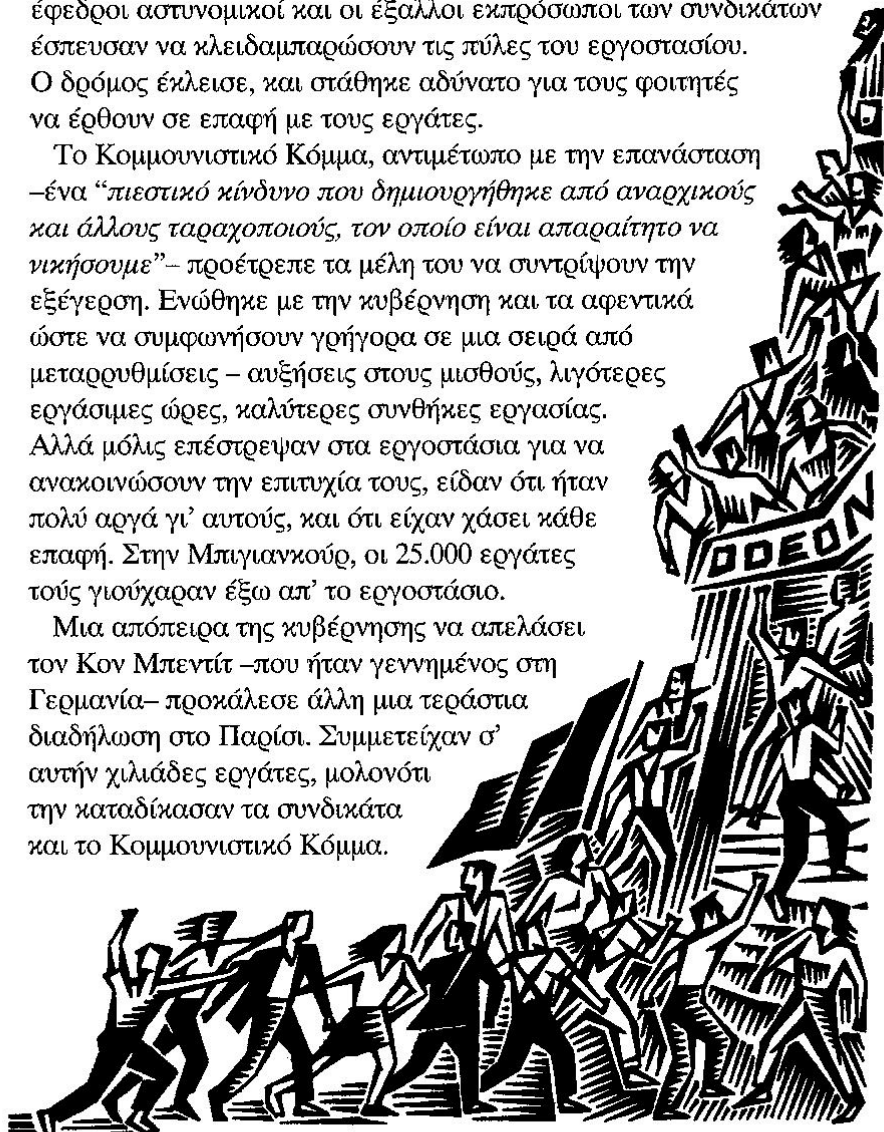 έφεδροι αστυνομικοί και οι έξαλλοι εκπρόσωποι των συνδικάτων
έσπευσαν να κλειδαμπαρώσουν τις πύλες του εργοστασίου.
Ο δρόμος έκλεισε, και στάθηκε αδύνατο για τους φοιτητές
να έρθουν σε επαφή με τους εργάτες.
Το Κομμουνιστικό Κόμμα, αντιμέτωπο με την επανάσταση
–ένα “πιεστικό κίνδυνο που δημιουργήθηκε από αναρχικούς
και άλλους ταραχοποιούς, τον οποίο είναι απαραίτητο να
νικήσουμε”– προέτρεπε τα μέλη του να συντρίψουν την
εξέγερση. Ενώθηκε με την κυβέρνηση και τα αφεντικά
ώστε να συμφωνήσουν γρήγορα σε μια σειρά από
μεταρρυθμίσεις – αυξήσεις στους μισθούς, λιγότερες
εργάσιμες ώρες, καλύτερες συνθήκες εργασίας.
Αλλά μόλις επέστρεψαν στα εργοστάσια για να
ανακοινώσουν την επιτυχία τους, είδαν ότι ήταν
πολύ αργά γι’ αυτούς, και ότι είχαν χάσει κάθε
επαφή. Στην Μπιγιανκούρ, οι 25.000 εργάτες
τούς γιούχαραν έξω απ’ το εργοστάσιο.
Μια απόπειρα της κυβέρνησης να απελάσει
τον Κον Μπεντίτ –που ήταν γεννημένος στη
Γερμανία– προκάλεσε άλλη μια τεράστια
διαδήλωση στο Παρίσι. Συμμετείχαν σ’
αυτήν χιλιάδες εργάτες, μολονότι
την καταδίκασαν τα συνδικάτα
και το Κομμουνιστικό Κόμμα.
ODEON